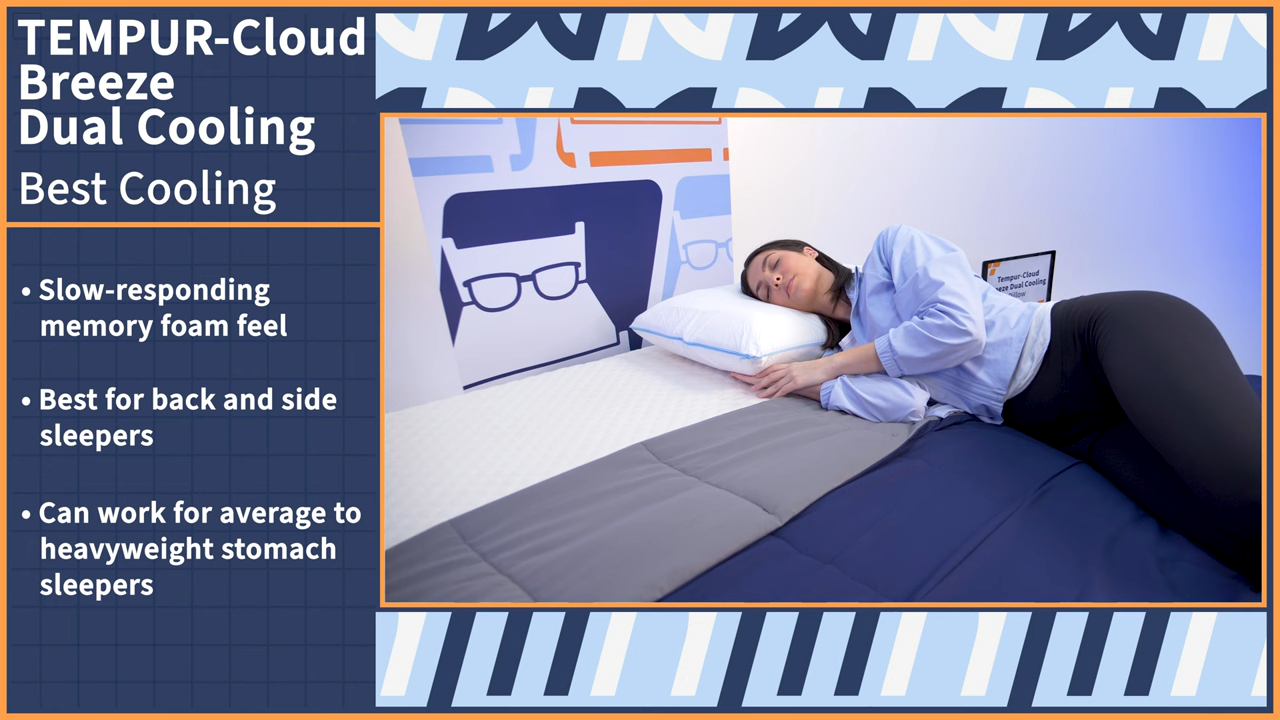 TEMPUR-Cloud
Breeze
Dual Cooling
Best Cooling
• Slow-responding
memory foam feel
• Best for back and side
sleepers
• Can work for average to
heavyweight stomach
sleepers
Tempur-Cloud
eeze Dual Cooling
Pillow